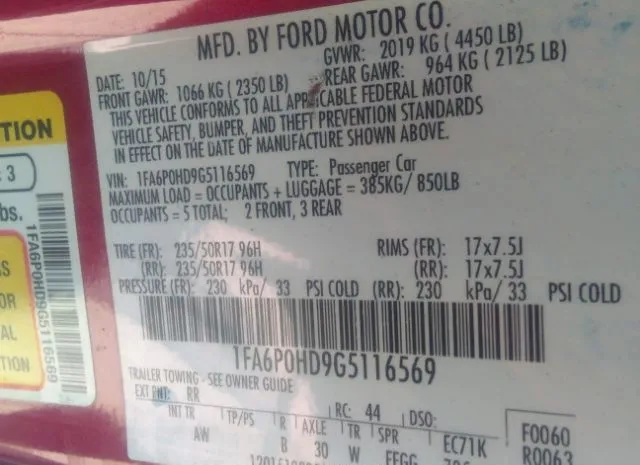 MFD. BY FORD MOTOR CO.
DATE: 10/15
GVWR: 2019 KG ( 4450 LB)
FRONT GAWR: 1066 KG ( 2350 LB)
REAR GAWR: 964 KG ( 2125 LB)
THIS VEHICLE CONFORMS TO ALL APPLICABLE FEDERAL MOTOR
VEHICLE SAFETY, BUMPER, AND THEFT PREVENTION STANDARDS
IN EFFECT ON THE DATE OF MANUFACTURE SHOWN ABOVE.
VIN: 1FA6P0HD9G5116569 TYPE: Passenger Car
MAXIMUM LOAD = OCCUPANTS + LUGGAGE = 385KG/ 850LB
OCCUPANTS = 5 TOTAL; 2 FRONT, 3 REAR
TIRE (FR): 235/50R17 96H RIMS (FR): 17x7.5J
(RR): 235/50R17 96H (RR): 17x7.5J
PRESSURE (FR): 230 kPa/ 33 PSI COLD (RR): 230 kPa/ 33 PSI COLD
1FA6P0HD9G5116569
TRAILER TOWING - SEE OWNER GUIDE
EXT PNT: RR RC: 44 DSO: F0060
INT TR TP/PS R AXLE TR SPR EC71K R0063
AW B 30 W EEGG
TION
: 3
bs.
1FA6P0HD9G5116569
S
OR
AL